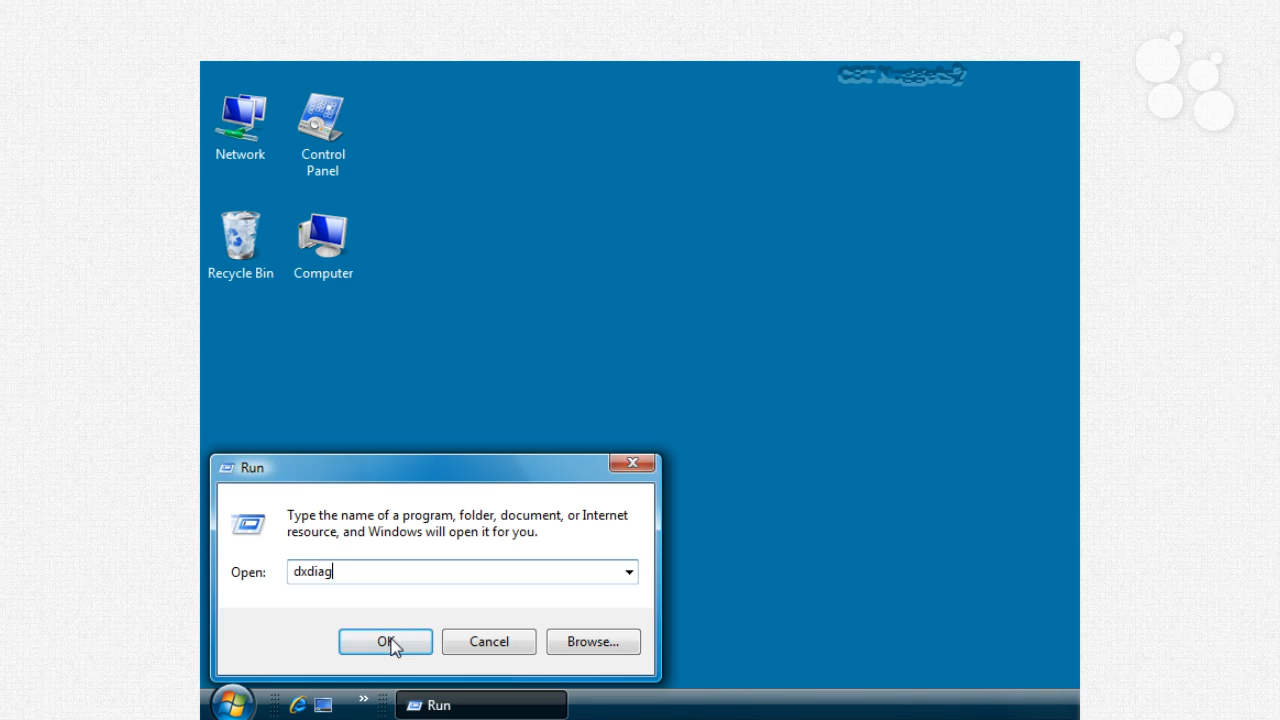 Network
Control
Panel
Recycle Bin
Computer
Run
Type the name of a program, folder, document, or Internet
resource, and Windows will open it for you.
Open:
dxdiag
OK
Cancel
Browse...
Run